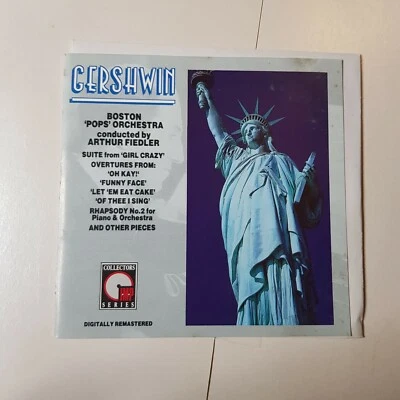 GERSHWIN
BOSTON
'POPS' ORCHESTRA
conducted by
ARTHUR FIEDLER
SUITE from 'GIRL CRAZY'
OVERTURES FROM:
'OH KAY!'
'FUNNY FACE'
'LET 'EM EAT CAKE'
'OF THEE I SING'
RHAPSODY No.2 for
Piano & Orchestra
AND OTHER PIECES
COLLECTORS
SERIES
DIGITALLY REMASTERED